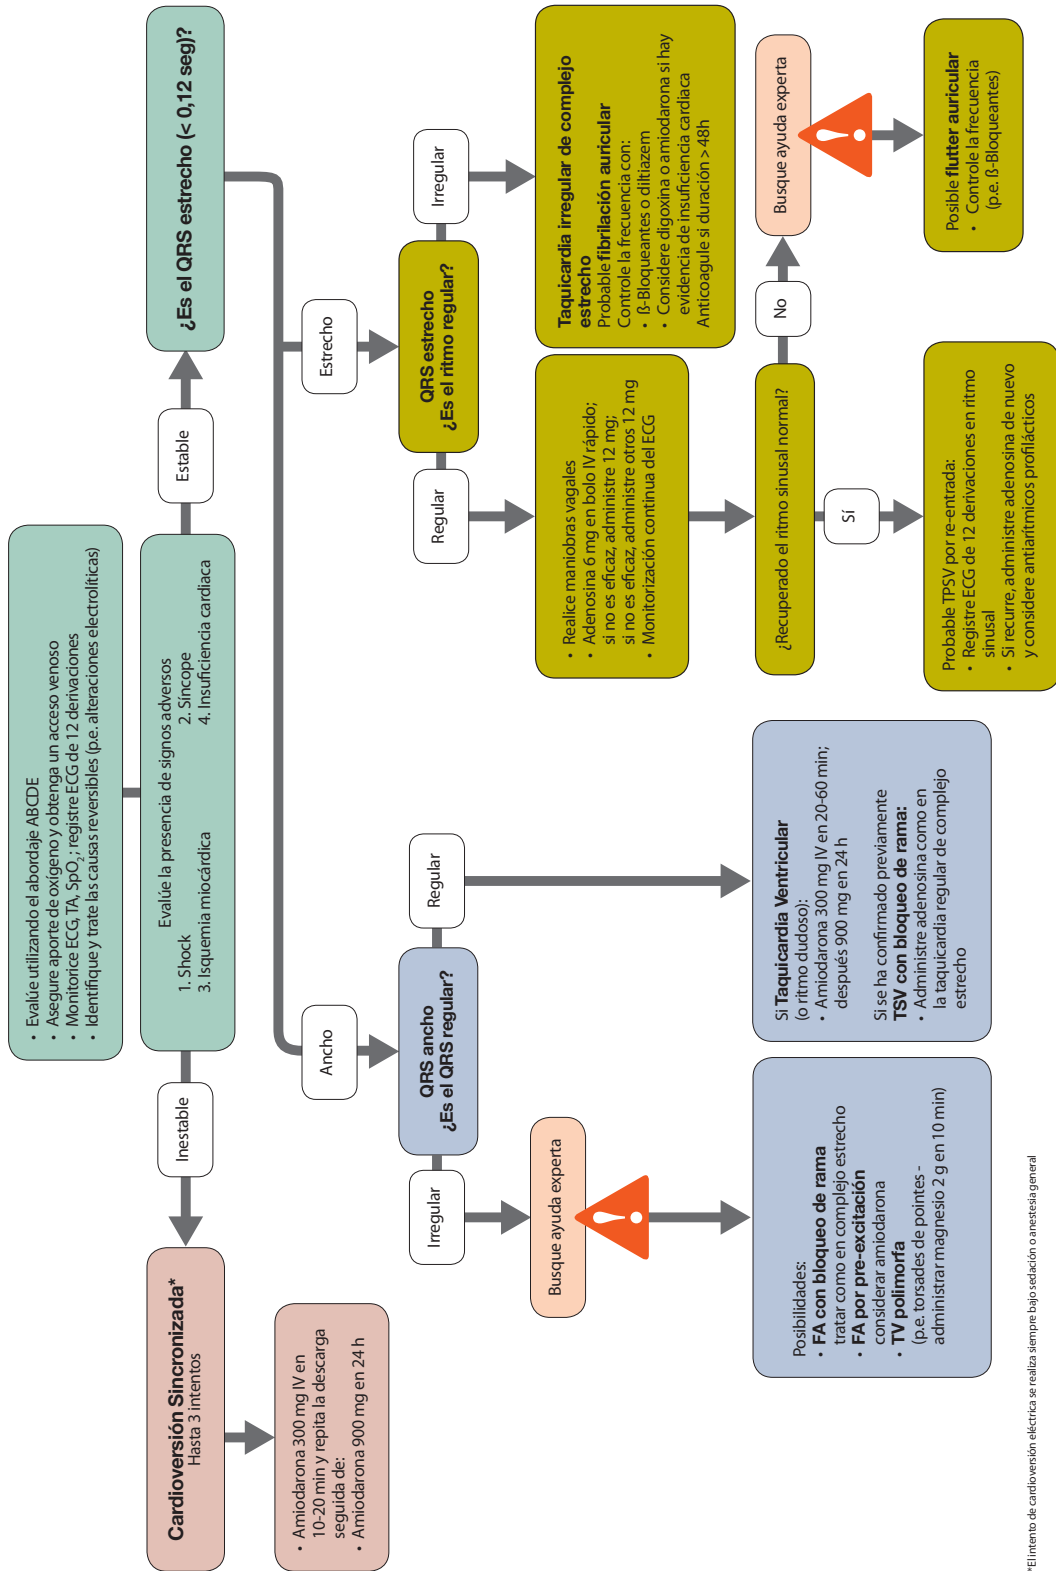 • Evalúe utilizando el abordaje ABCDE
• Asegure aporte de oxígeno y obtenga un acceso venoso
• Monitorice ECG, TA, SpO₂; registre ECG de 12 derivaciones
• Identifique y trate las causas reversibles (p.e. alteraciones electrolíticas)
Evalúe la presencia de signos adversos
1. Shock 2. Síncope
3. Isquemia miocárdica 4. Insuficiencia cardiaca
Inestable
Estable
Cardioversión Sincronizada*
Hasta 3 intentos
• Amiodarona 300 mg IV en
10-20 min y repita la descarga
seguida de:
• Amiodarona 900 mg en 24 h
¿Es el QRS estrecho (< 0,12 seg)?
Ancho
Estrecho
QRS ancho
¿Es el QRS regular?
Irregular
Regular
Busque ayuda experta
Posibilidades:
• FA con bloqueo de rama
tratar como en complejo estrecho
• FA por pre-excitación
considerar amiodarona
• TV polimorfa
(p.e. torsades de pointes -
administrar magnesio 2 g en 10 min)
Si Taquicardia Ventricular
(o ritmo dudoso):
• Amiodarona 300 mg IV en 20-60 min;
después 900 mg en 24 h
Si se ha confirmado previamente
TSV con bloqueo de rama:
• Administre adenosina como en
la taquicardia regular de complejo
estrecho
QRS estrecho
¿Es el ritmo regular?
Regular
Irregular
• Realice maniobras vagales
• Adenosina 6 mg en bolo IV rápido;
si no es eficaz, administre 12 mg;
si no es eficaz, administre otros 12 mg
• Monitorización continua del ECG
Taquicardia irregular de complejo
estrecho
Probable fibrilación auricular
Controle la frecuencia con:
• ß-Bloqueantes o diltiazem
• Considere digoxina o amiodarona si hay
evidencia de insuficiencia cardiaca
Anticoagule si duración > 48h
¿Recuperado el ritmo sinusal normal?
Sí
No
Busque ayuda experta
Probable TPSV por re-entrada:
• Registre ECG de 12 derivaciones en ritmo
sinusal
• Si recurre, administre adenosina de nuevo
y considere antiarítmicos profilácticos
Posible flutter auricular
• Controle la frecuencia
(p.e. ß-Bloqueantes)
*El intento de cardioversión eléctrica se realiza siempre bajo sedación o anestesia general